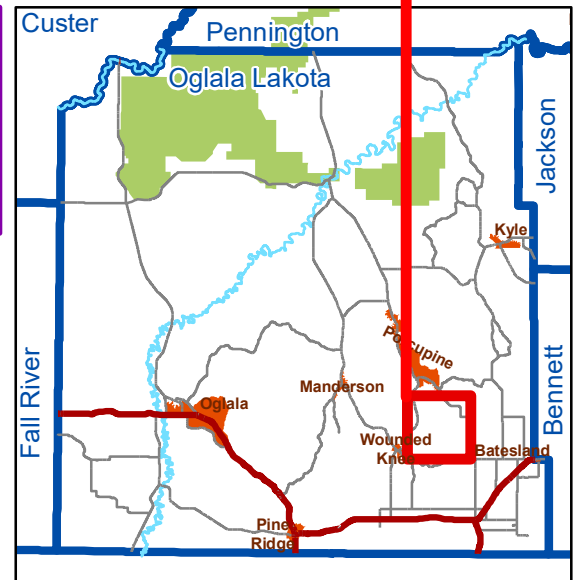 Custer
Pennington
Oglala Lakota
Jackson
Kyle
Porcupine
Fall River
Manderson
Bennett
Oglala
Wounded
Knee
Batesland
Pine
Ridge